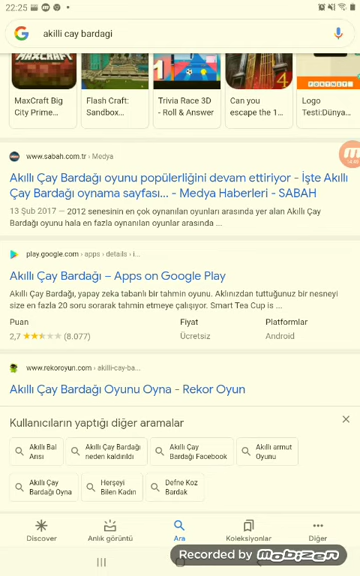 22:25
akilli cay bardagi
MaxCraft Big
City Prime...
Flash Craft:
Sandbox...
Trivia Race 3D
- Roll & Answer
Can you
escape the 1...
Logo
Testi:Dünya...
www.sabah.com.tr › Medya
Akıllı Çay Bardağı oyunu popülerliğini devam ettiriyor - İşte Akıllı
Çay Bardağı oynama sayfası... - Medya Haberleri - SABAH
13 Şub 2017 — 2012 senesinin en çok oynanılan oyunları arasında yer alan Akıllı Çay
Bardağı oyunu hala en fazla oynanılan oyunlar arasında ...
play.google.com › apps › details › i...
Akıllı Çay Bardağı – Apps on Google Play
Akıllı Çay Bardağı, yapay zeka tabanlı bir tahmin oyunu. Aklınızdan tuttuğunuz bir nesneyi
size en fazla 20 soru sorarak tahmin etmeye çalışıyor. Smart Tea Cup is ...
Puan
Fiyat
Platformlar
2,7 (8.077)
Ücretsiz
Android
www.rekoroyun.com › akilli-cay-ba...
Akıllı Çay Bardağı Oyunu Oyna - Rekor Oyun
Kullanıcıların yaptığı diğer aramalar
Akıllı Bal
Arısı
Akıllı Çay Bardağı
neden kaldırıldı
Akıllı Çay
Bardağı Facebook
Akıllı armut
Oyunu
Akıllı Çay
Bardağı Oyna
Herşeyi
Bilen Kadın
Defne Koz
Bardak
Discover
Anlık görüntü
Ara
Koleksiyonlar
Diğer
Recorded by mobizen